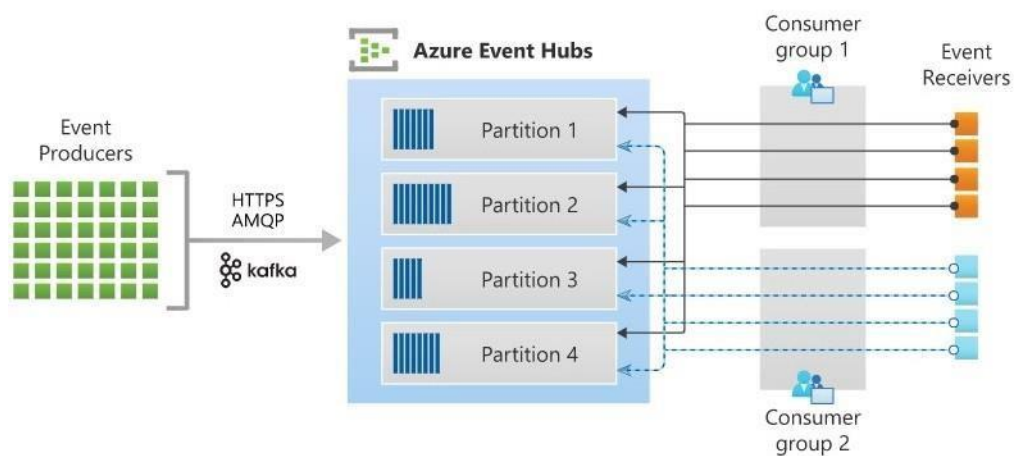 Azure Event Hubs
Consumer
group 1
Event
Receivers
Event
Producers
HTTPS
AMQP
kafka
Partition 1
Partition 2
Partition 3
Partition 4
Consumer
group 2